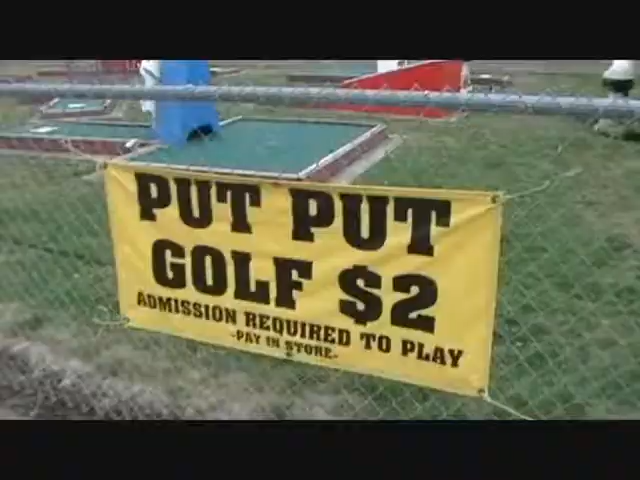 PUT PUT
GOLF $2
ADMISSION REQUIRED TO PLAY
-PAY IN STORE-